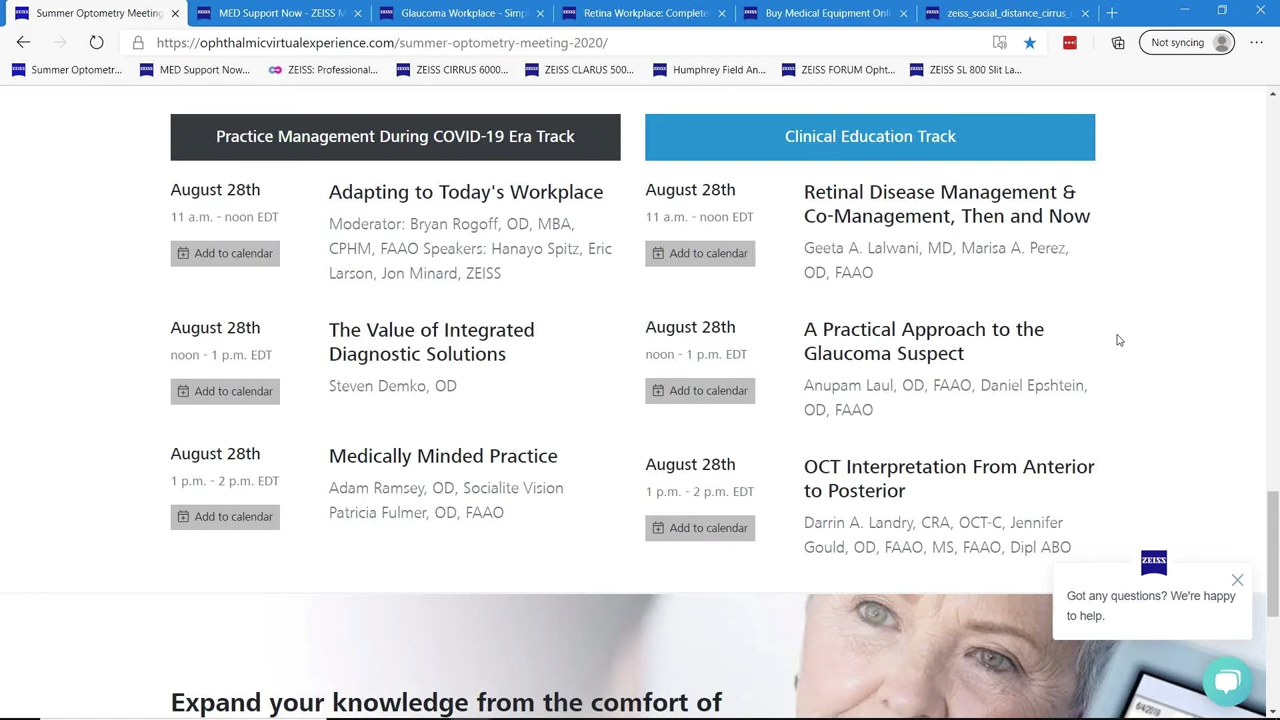 Summer Optometry Meeting
MED Support Now - ZEISS M
Glaucoma Workplace - Simpl
Retina Workplace: Complete
Buy Medical Equipment Onli
zeiss_social_distance_cirrus_
https://ophthalmicvirtualexperience.com/summer-optometry-meeting-2020/
Not syncing
Summer Optometr...
MED Support Now...
ZEISS: Professional...
ZEISS CIRRUS 6000...
ZEISS CLARUS 500...
Humphrey Field An...
ZEISS FORUM Opht...
ZEISS SL 800 Slit La...
Practice Management During COVID-19 Era Track
August 28th
11 a.m. - noon EDT
Add to calendar
Adapting to Today's Workplace
Moderator: Bryan Rogoff, OD, MBA,
CPHM, FAAO Speakers: Hanayo Spitz, Eric
Larson, Jon Minard, ZEISS
August 28th
noon - 1 p.m. EDT
Add to calendar
The Value of Integrated
Diagnostic Solutions
Steven Demko, OD
August 28th
1 p.m. - 2 p.m. EDT
Add to calendar
Medically Minded Practice
Adam Ramsey, OD, Socialite Vision
Patricia Fulmer, OD, FAAO
Clinical Education Track
August 28th
11 a.m. - noon EDT
Add to calendar
Retinal Disease Management &
Co-Management, Then and Now
Geeta A. Lalwani, MD, Marisa A. Perez,
OD, FAAO
August 28th
noon - 1 p.m. EDT
Add to calendar
A Practical Approach to the
Glaucoma Suspect
Anupam Laul, OD, FAAO, Daniel Epshtein,
OD, FAAO
August 28th
1 p.m. - 2 p.m. EDT
Add to calendar
OCT Interpretation From Anterior
to Posterior
Darrin A. Landry, CRA, OCT-C, Jennifer
Gould, OD, FAAO, MS, FAAO, Dipl ABO
ZEISS
Got any questions? We're happy
to help.
Expand your knowledge from the comfort of
6/4/2019